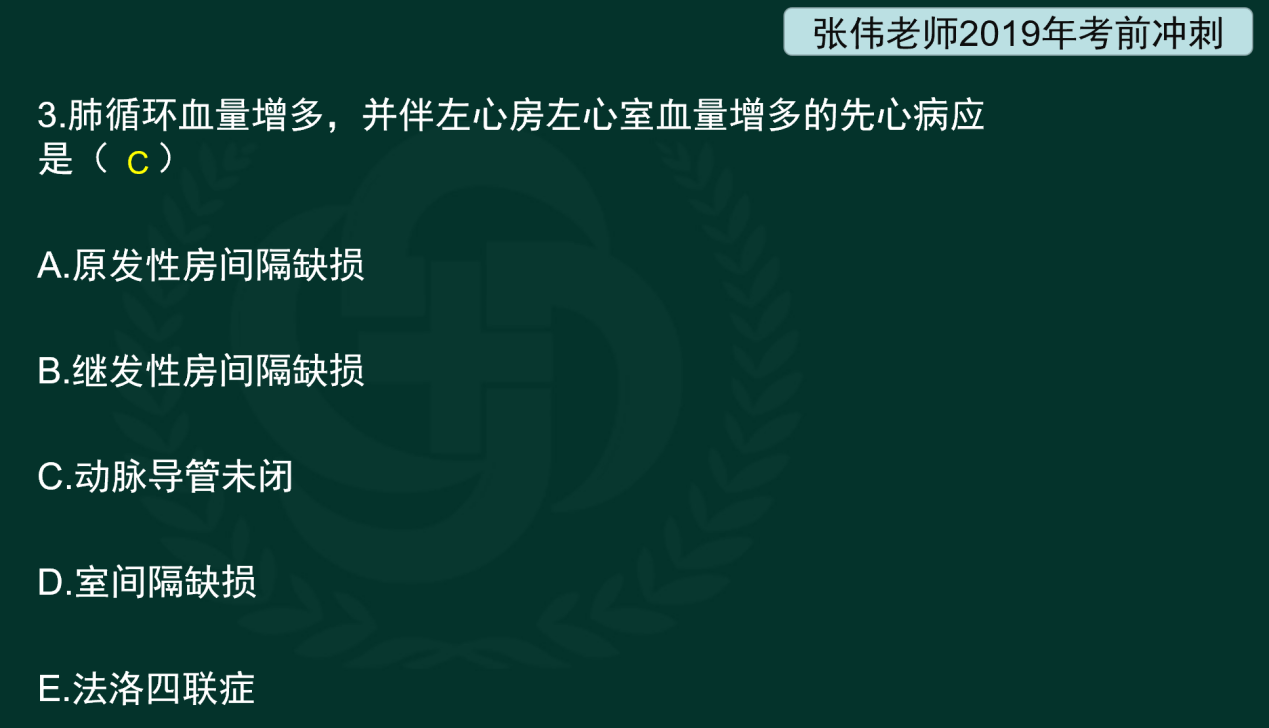 张伟老师2019年考前冲刺
3.肺循环血量增多，并伴左心房左心室血量增多的先心病应
是（ C ）
A.原发性房间隔缺损
B.继发性房间隔缺损
C.动脉导管未闭
D.室间隔缺损
E.法洛四联症